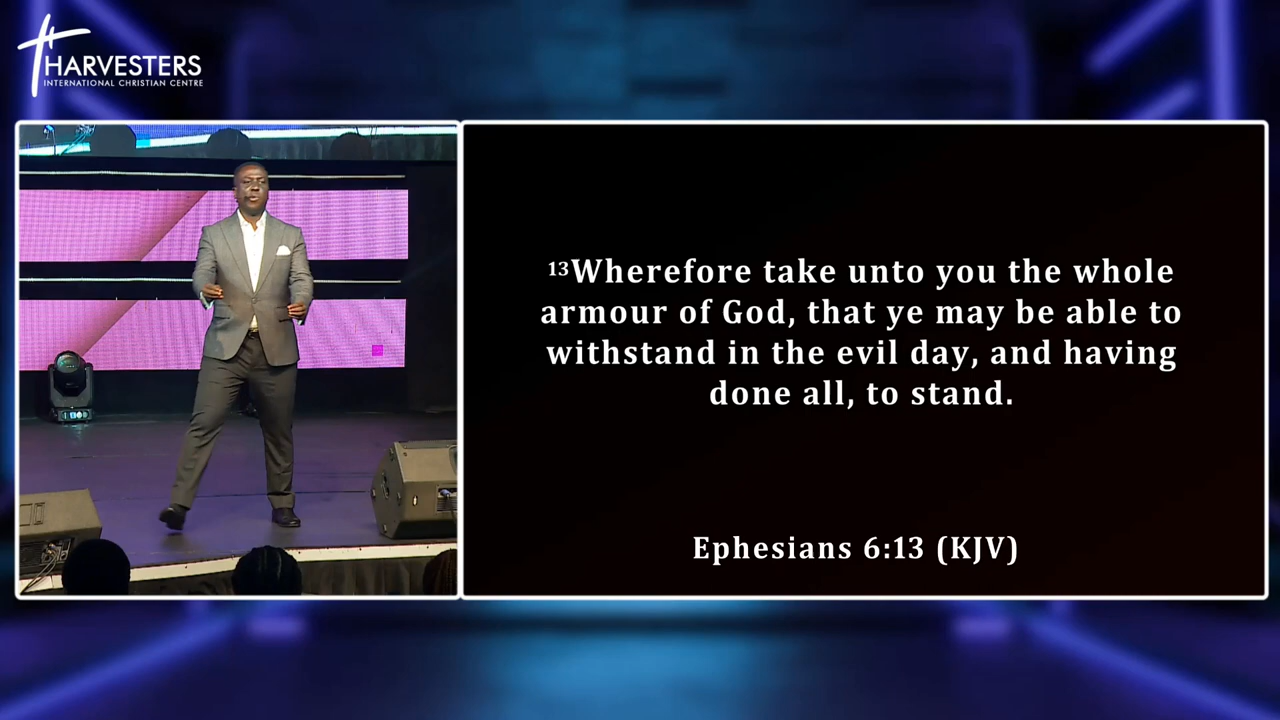 HARVESTERS
INTERNATIONAL CHRISTIAN CENTRE
13Wherefore take unto you the whole
armour of God, that ye may be able to
withstand in the evil day, and having
done all, to stand.
Ephesians 6:13 (KJV)